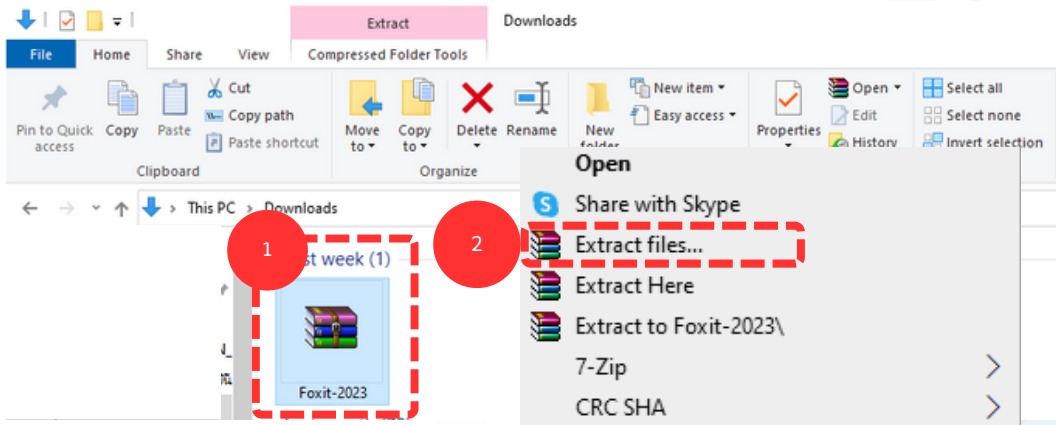 Extract
Downloads
File Home Share View Compressed Folder Tools
Pin to Quick access
Copy
Paste
Cut
Copy path
Paste shortcut
Clipboard
Move to
Copy to
Delete
Rename
Organize
New
New item
Easy access
Properties
Open
Edit
History
Select all
Select none
Invert selection
This PC > Downloads
1
week (1)
Foxit-2023
2
Open
Share with Skype
Extract files...
Extract Here
Extract to Foxit-2023\
7-Zip
CRC SHA